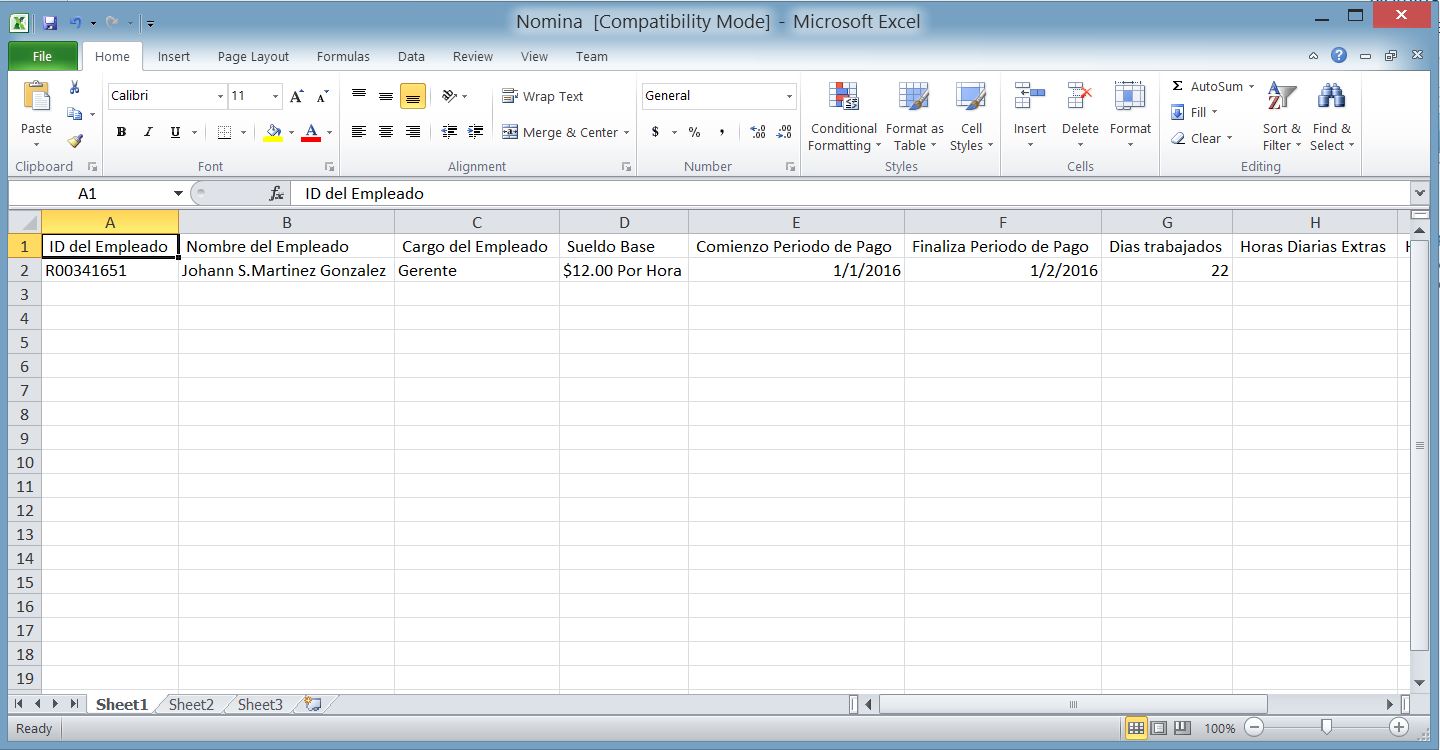 Nomina [Compatibility Mode] - Microsoft Excel
File Home Insert Page Layout Formulas Data Review View Team
Calibri 11 Wrap Text General AutoSum
Paste B I U Merge & Center $ % , Conditional Formatting Format as Table Cell Styles Insert Delete Format Fill Clear Sort & Filter Find & Select
Clipboard Font Alignment Number Styles Cells Editing
A1 fx ID del Empleado
A B C D E F G H
1 ID del Empleado Nombre del Empleado Cargo del Empleado Sueldo Base Comienzo Periodo de Pago Finaliza Periodo de Pago Dias trabajados Horas Diarias Extras
2 R00341651 Johann S.Martinez Gonzalez Gerente $12.00 Por Hora 1/1/2016 1/2/2016 22
3
4
5
6
7
8
9
10
11
12
13
14
15
16
17
18
19
Sheet1 Sheet2 Sheet3
Ready 100%